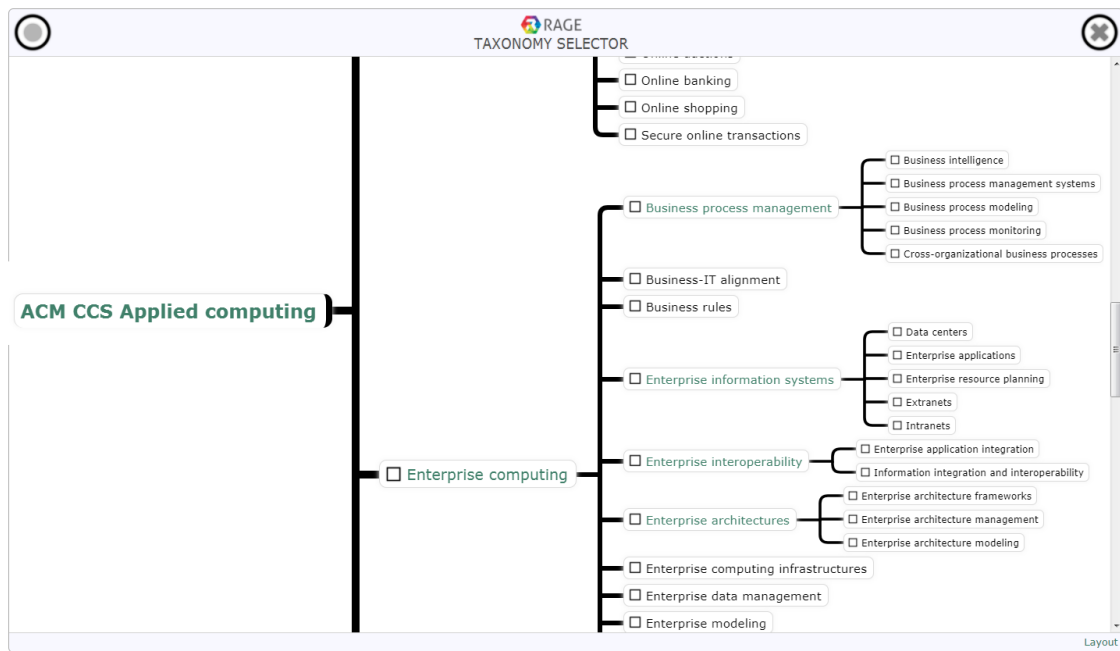 RAGE
TAXONOMY SELECTOR
Online auctions
Online banking
Online shopping
Secure online transactions
Business process management
Business intelligence
Business process management systems
Business process modeling
Business process monitoring
Cross-organizational business processes
Business-IT alignment
Business rules
ACM CCS Applied computing
Enterprise information systems
Data centers
Enterprise applications
Enterprise resource planning
Extranets
Intranets
Enterprise computing
Enterprise interoperability
Enterprise application integration
Information integration and interoperability
Enterprise architectures
Enterprise architecture frameworks
Enterprise architecture management
Enterprise architecture modeling
Enterprise computing infrastructures
Enterprise data management
Enterprise modeling
Layout